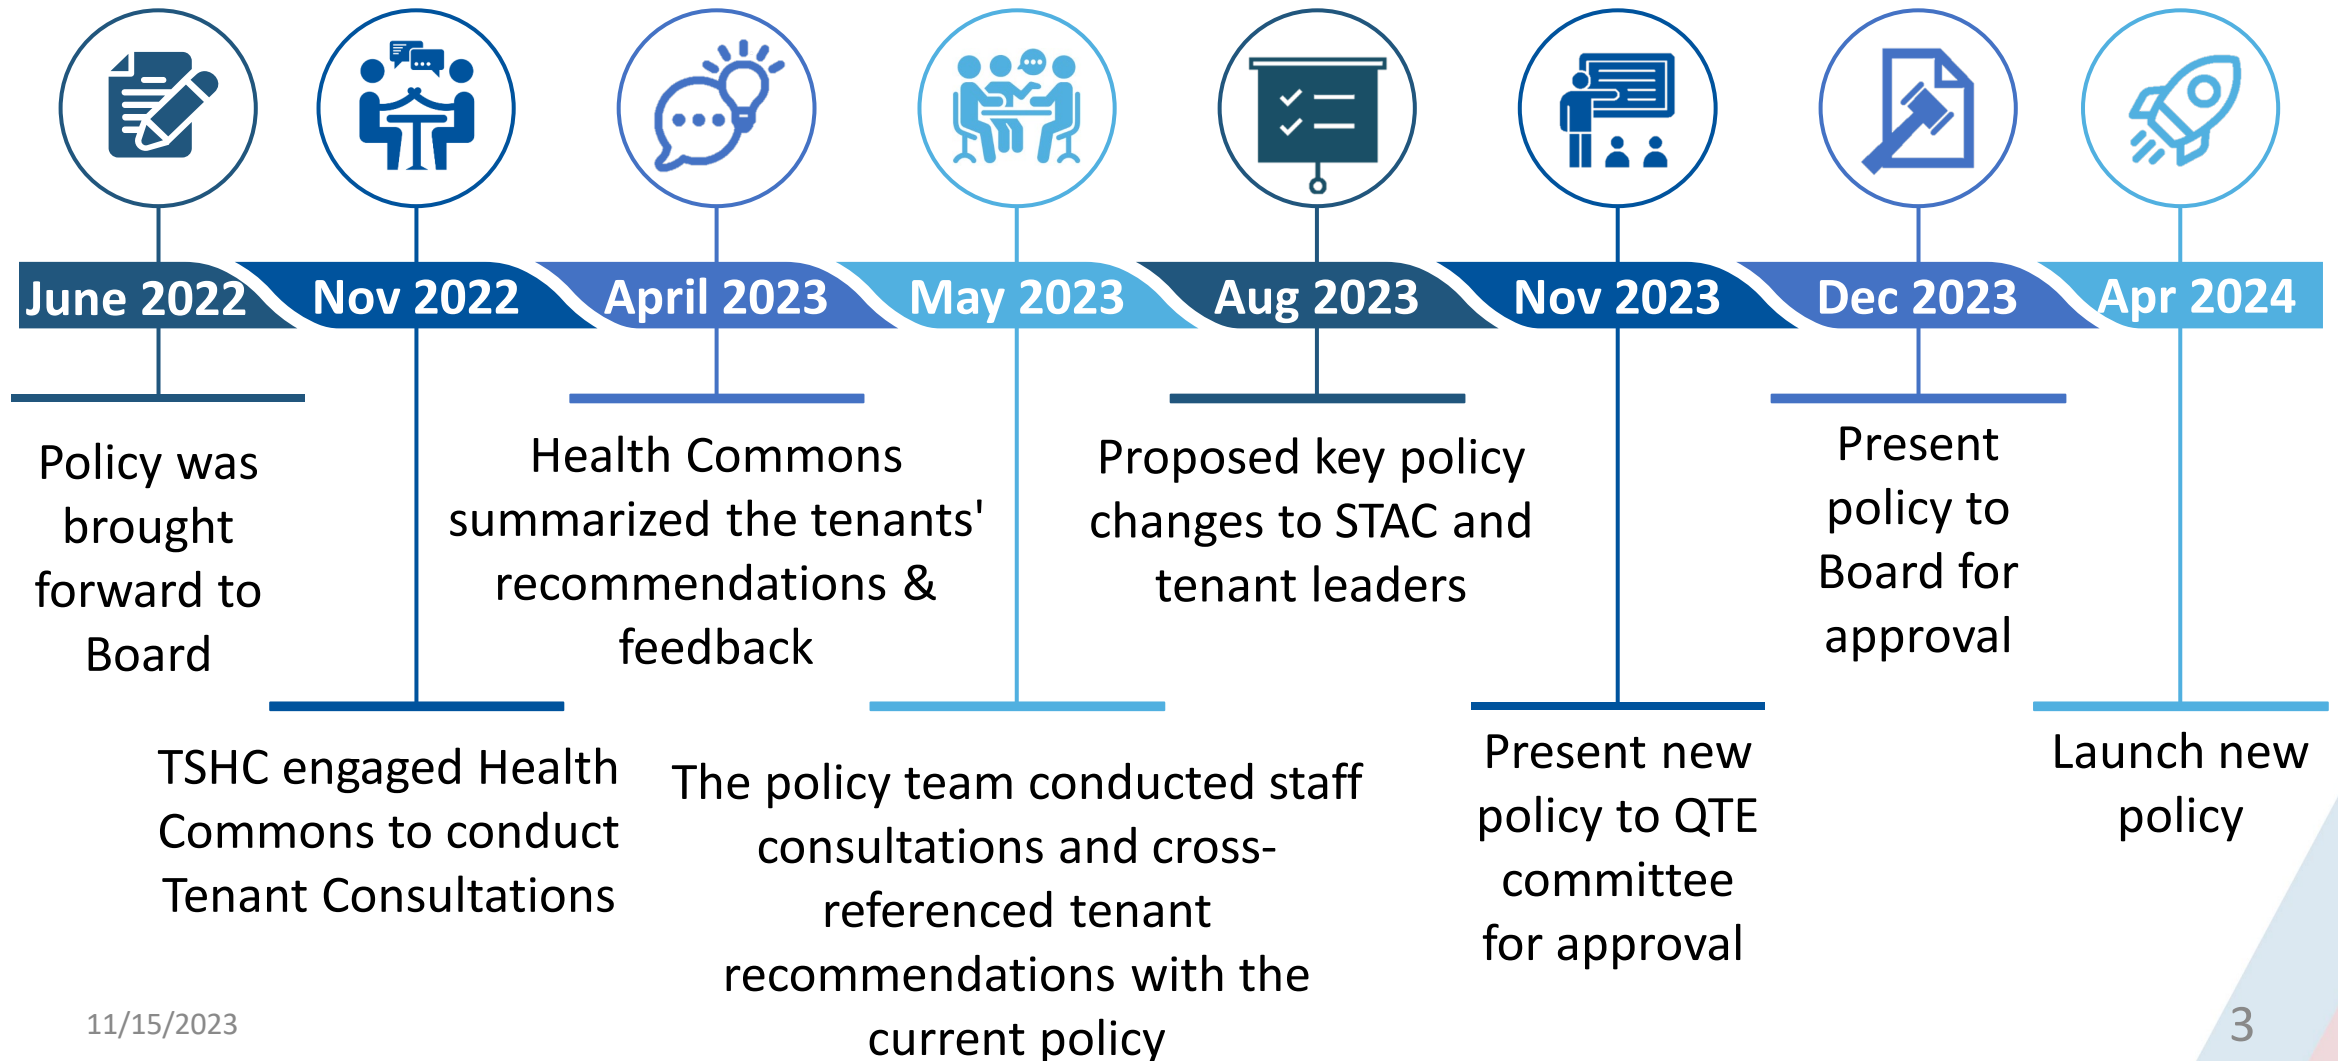 June 2022
Nov 2022
April 2023
May 2023
Aug 2023
Nov 2023
Dec 2023
Apr 2024
Policy was
brought
forward to
Board
TSHC engaged Health
Commons to conduct
Tenant Consultations
Health Commons
summarized the tenants'
recommendations &
feedback
The policy team conducted staff
consultations and cross-
referenced tenant
recommendations with the
current policy
Proposed key policy
changes to STAC and
tenant leaders
Present new
policy to QTE
committee
for approval
Present
policy to
Board for
approval
Launch new
policy
11/15/2023
3